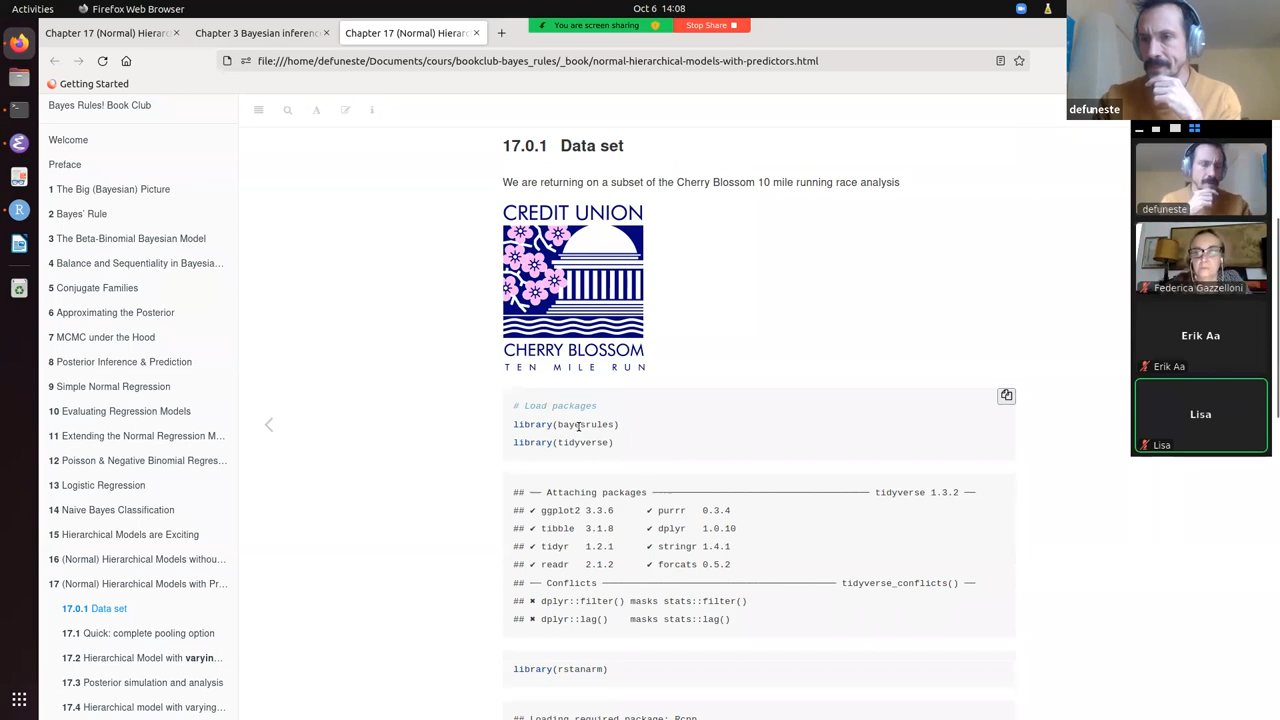 Activities
Firefox Web Browser
Oct 6 14:08
Chapter 17 (Normal) Hierarc
Chapter 3 Bayesian inferenc
Chapter 17 (Normal) Hierarc
You are screen sharing
Stop Share
file:///home/defuneste/Documents/cours/bookclub-bayes_rules/_book/normal-hierarchical-models-with-predictors.html
Getting Started
Bayes Rules! Book Club
Welcome
Preface
1 The Big (Bayesian) Picture
2 Bayes' Rule
3 The Beta-Binomial Bayesian Model
4 Balance and Sequentiality in Bayesia…
5 Conjugate Families
6 Approximating the Posterior
7 MCMC under the Hood
8 Posterior Inference & Prediction
9 Simple Normal Regression
10 Evaluating Regression Models
11 Extending the Normal Regression M…
12 Poisson & Negative Binomial Regres…
13 Logistic Regression
14 Naive Bayes Classification
15 Hierarchical Models are Exciting
16 (Normal) Hierarchical Models withou…
17 (Normal) Hierarchical Models with Pr…
17.0.1 Data set
17.1 Quick: complete pooling option
17.2 Hierarchical Model with varyin…
17.3 Posterior simulation and analysis
17.4 Hierarchical model with varying…
17.0.1 Data set
We are returning on a subset of the Cherry Blossom 10 mile running race analysis
CREDIT UNION
CHERRY BLOSSOM
TEN MILE RUN
# Load packages
library(bayesrules)
library(tidyverse)
## ── Attaching packages ──────────────────── tidyverse 1.3.2 ──
## ✔ ggplot2 3.3.6 ✔ purrr 0.3.4
## ✔ tibble 3.1.8 ✔ dplyr 1.0.10
## ✔ tidyr 1.2.1 ✔ stringr 1.4.1
## ✔ readr 2.1.2 ✔ forcats 0.5.2
## ── Conflicts ──────────────────── tidyverse_conflicts() ──
## ✖ dplyr::filter() masks stats::filter()
## ✖ dplyr::lag() masks stats::lag()
library(rstanarm)
## Loading required package: Rcpp
defuneste
defuneste
Federica Gazzelloni
Erik Aa
Erik Aa
Lisa
Lisa